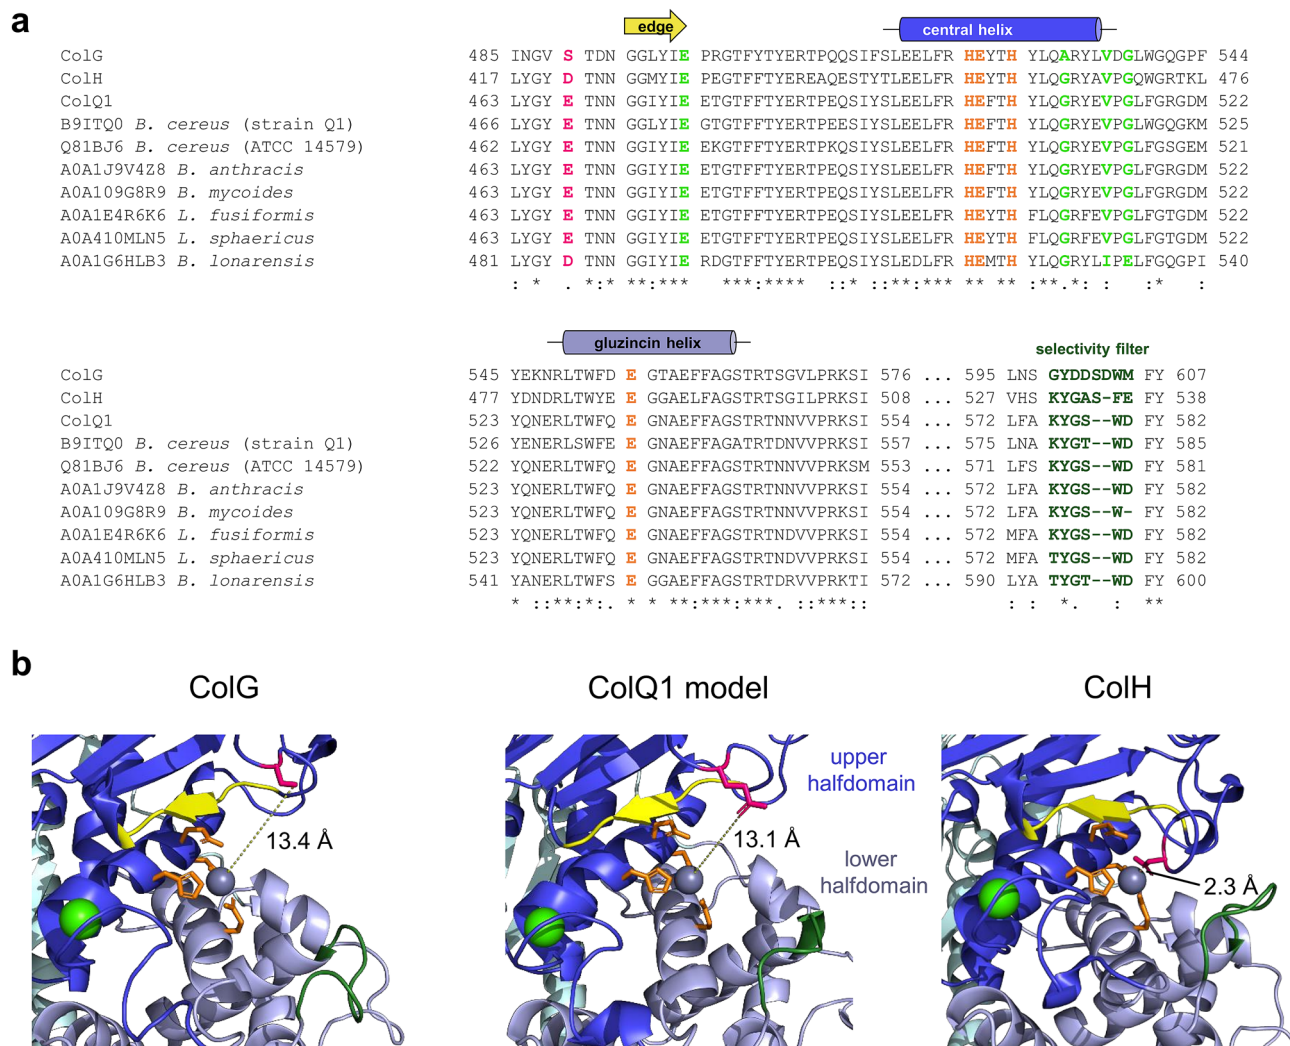 a
edge
central helix
ColG 485 INGV S TDN GGLYIE PRGTFYTYERTPQQSIFSLEELFR HEYTH YLQARYLVDGLWGQGPF 544
ColH 417 LYGY D TNN GGMYIE PEGTFFTYEREAQESTYTLEELFR HEYTH YLQGRYAVPGQWGRTKL 476
ColQ1 463 LYGY E TNN GGIYIE ETGTFFTYERTPEQSIYSLEELFR HEFTH YLQGRYEVPGLFGRGDM 522
B9ITQ0 B. cereus (strain Q1) 466 LYGY E TNN GGLYIE GTGTFFTYERTPEESIYSLEELFR HEFTH YLQGRYEVPGLWGQGKM 525
Q81BJ6 B. cereus (ATCC 14579) 462 LYGY E TNN GGIYIE EKGTFFTYERTPKQSIYSLEELFR HEFTH YLQGRYEVPGLFGSGEM 521
A0A1J9V4Z8 B. anthracis 463 LYGY E TNN GGIYIE ETGTFFTYERTPEQSIYSLEELFR HEFTH YLQGRYEVPGLFGRGDM 522
A0A109G8R9 B. mycoides 463 LYGY E TNN GGIYIE ETGTFFTYERTPEQSIYSLEELFR HEFTH YLQGRYEVPGLFGRGDM 522
A0A1E4R6K6 L. fusiformis 463 LYGY E TNN GGIYIE ETGTFFTYERTPEQSIYSLEELFR HEYTH FLQGRFEVPGLFGTGDM 522
A0A410MLN5 L. sphaericus 463 LYGY E TNN GGIYIE ETGTFFTYERTPEQSIYSLEELFR HEYTH FLQGRFEVPGLFGTGDM 522
A0A1G6HLB3 B. lonarensis 481 LYGY D TNN GGIYIE RDGTFFTYERTPEQSIYSLEDLFR HEMTH YLQGRYLIPELFGQGPI 540
: * . *:* **:*** ***:**** ::* ::**:*** ** ** :**.*: : :* :
gluzincin helix
selectivity filter
ColG 545 YEKNRLTWFD E GTAEFFAGSTRTSGVLPRKSI 576 ... 595 LNS GYDDSDWM FY 607
ColH 477 YDNDRLTWYE E GGAELFAGSTRTSGILPRKSI 508 ... 527 VHS KYGAS-FE FY 538
ColQ1 523 YQNERLTWFQ E GNAEFFAGSTRTNNVVPRKSI 554 ... 572 LFA KYGS--WD FY 582
B9ITQ0 B. cereus (strain Q1) 526 YENERLSWFE E GNAEFFAGATRTDNVVPRKSI 557 ... 575 LNA KYGT--WD FY 585
Q81BJ6 B. cereus (ATCC 14579) 522 YQNERLTWFQ E GNAEFFAGSTRTNNVVPRKSM 553 ... 571 LFS KYGS--WD FY 581
A0A1J9V4Z8 B. anthracis 523 YQNERLTWFQ E GNAEFFAGSTRTNNVVPRKSI 554 ... 572 LFA KYGS--WD FY 582
A0A109G8R9 B. mycoides 523 YQNERLTWFQ E GNAEFFAGSTRTNNVVPRKSI 554 ... 572 LFA KYGS--W- FY 582
A0A1E4R6K6 L. fusiformis 523 YQNERLTWFQ E GNAEFFAGSTRTNDVVPRKSI 554 ... 572 MFA KYGS--WD FY 582
A0A410MLN5 L. sphaericus 523 YQNERLTWFQ E GNAEFFAGSTRTNDVVPRKSI 554 ... 572 MFA TYGS--WD FY 582
A0A1G6HLB3 B. lonarensis 541 YANERLTWFS E GGAEFFAGSTRTDRVVPRKTI 572 ... 590 LYA TYGT--WD FY 600
* ::**:*:. * * **:***:***. ::***:: : : *. : **
b
ColG
ColQ1 model
ColH
upper
halfdomain
13.4 Å
13.1 Å
lower
halfdomain
2.3 Å